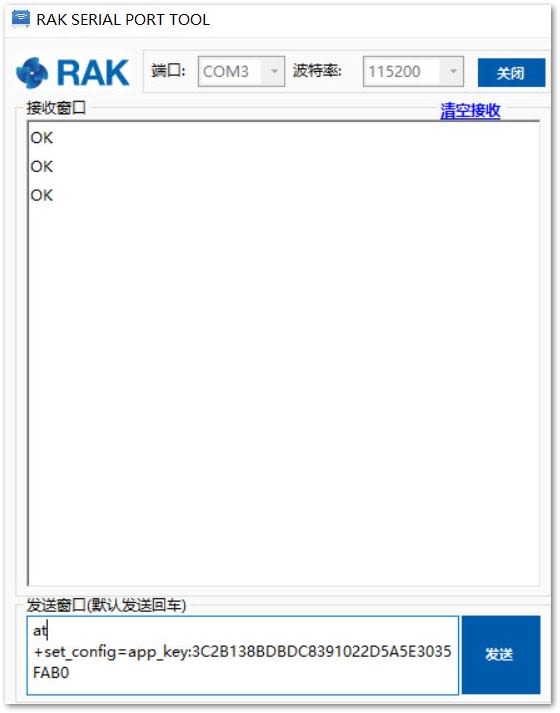 RAK SERIAL PORT TOOL
RAK 端口: COM3 波特率: 115200 关闭
接收窗口 清空接收
OK
OK
OK
发送窗口(默认发送回车)
at
+set_config=app_key:3C2B138BDBDC8391022D5A5E3035
FAB0
发送